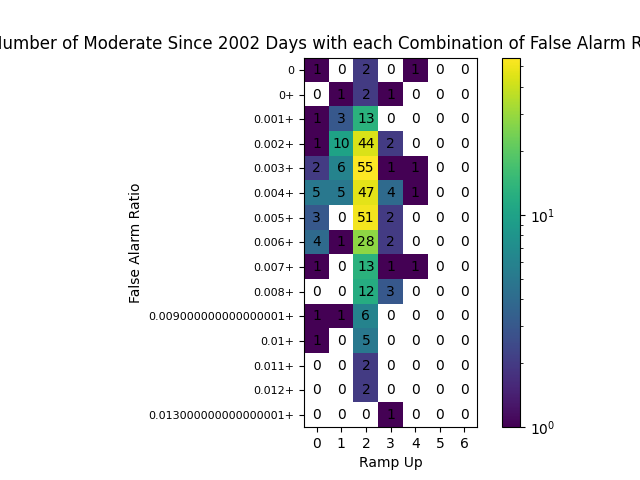 Number of Moderate Since 2002 Days with each Combination of False Alarm R
0 1 0 2 0 1 0 0
0+ 0 1 2 1 0 0 0
0.001+ 1 3 13 0 0 0 0
0.002+ 1 10 44 2 0 0 0
0.003+ 2 6 55 1 1 0 0
0.004+ 5 5 47 4 1 0 0
0.005+ 3 0 51 2 0 0 0
0.006+ 4 1 28 2 0 0 0
0.007+ 1 0 13 1 1 0 0
0.008+ 0 0 12 3 0 0 0
0.009000000000000001+ 1 1 6 0 0 0 0
0.01+ 1 0 5 0 0 0 0
0.011+ 0 0 2 0 0 0 0
0.012+ 0 0 2 0 0 0 0
0.013000000000000001+ 0 0 0 1 0 0 0
0 1 2 3 4 5 6
Ramp Up
False Alarm Ratio
10¹
10⁰